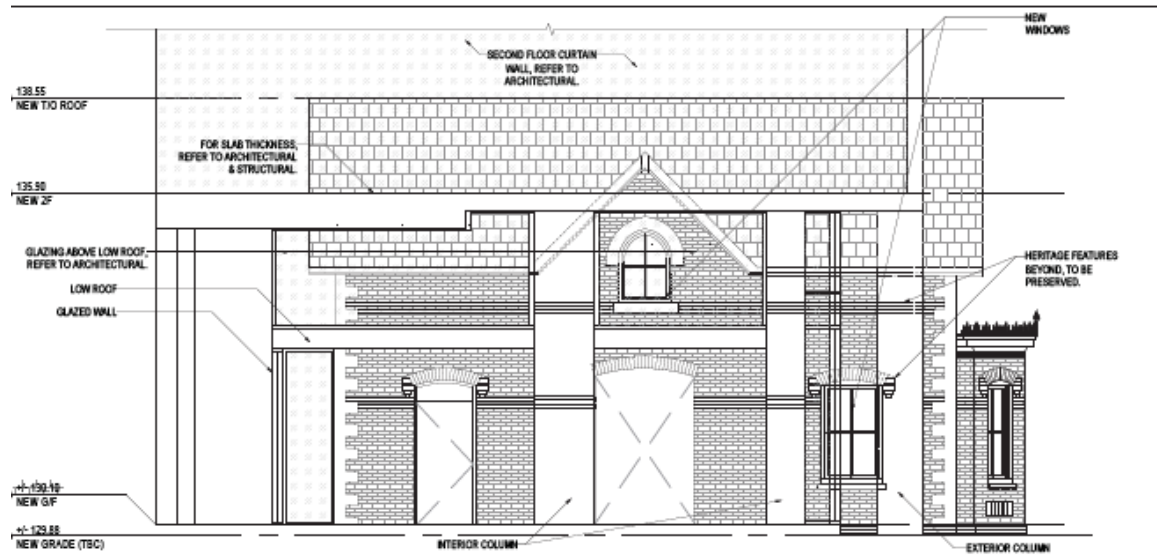 NEW
WINDOWS
SECOND FLOOR CURTAIN
WALL, REFER TO
ARCHITECTURAL.
138.55
NEW T/O ROOF
FOR SLAB THICKNESS,
REFER TO ARCHITECTURAL
& STRUCTURAL.
135.90
NEW 2F
GLAZING ABOVE LOW ROOF,
REFER TO ARCHITECTURAL.
HERITAGE FEATURES
BEYOND, TO BE
PRESERVED.
LOW ROOF
GLAZED WALL
+/- 130.10
NEW G/F
+/- 129.88
NEW GRADE (TBC)
INTERIOR COLUMN
EXTERIOR COLUMN